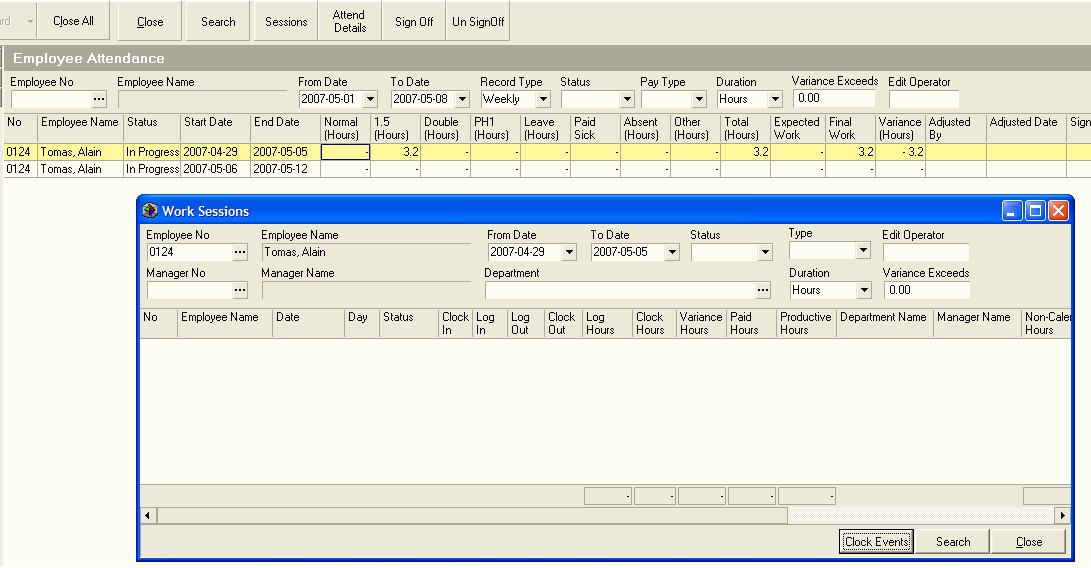 rd Close All Close Search Sessions Attend Details Sign Off Un SignOff
Employee Attendance
Employee No Employee Name From Date To Date Record Type Status Pay Type Duration Variance Exceeds Edit Operator
... 2007-05-01 2007-05-08 Weekly Hours 0.00
No Employee Name Status Start Date End Date Normal (Hours) 1.5 (Hours) Double (Hours) PH1 (Hours) Leave (Hours) Paid Sick Absent (Hours) Other (Hours) Total (Hours) Expected Work Final Work Variance (Hours) Adjusted By Adjusted Date Sign
0124 Tomas, Alain In Progress 2007-04-29 2007-05-05 - 3.2 - - - - - - 3.2 - 3.2 - 3.2
0124 Tomas, Alain In Progress 2007-05-06 2007-05-12 - - - - - - - - - - - -
Work Sessions
Employee No Employee Name From Date To Date Status Type Edit Operator
0124 ... Tomas, Alain 2007-04-29 2007-05-05
Manager No Manager Name Department Duration Variance Exceeds
... ... Hours 0.00
No Employee Name Date Day Status Clock In Log In Log Out Clock Out Log Hours Clock Hours Variance Hours Paid Hours Productive Hours Department Name Manager Name Non-Caler Hours
- - - - -
Clock Events Search Close